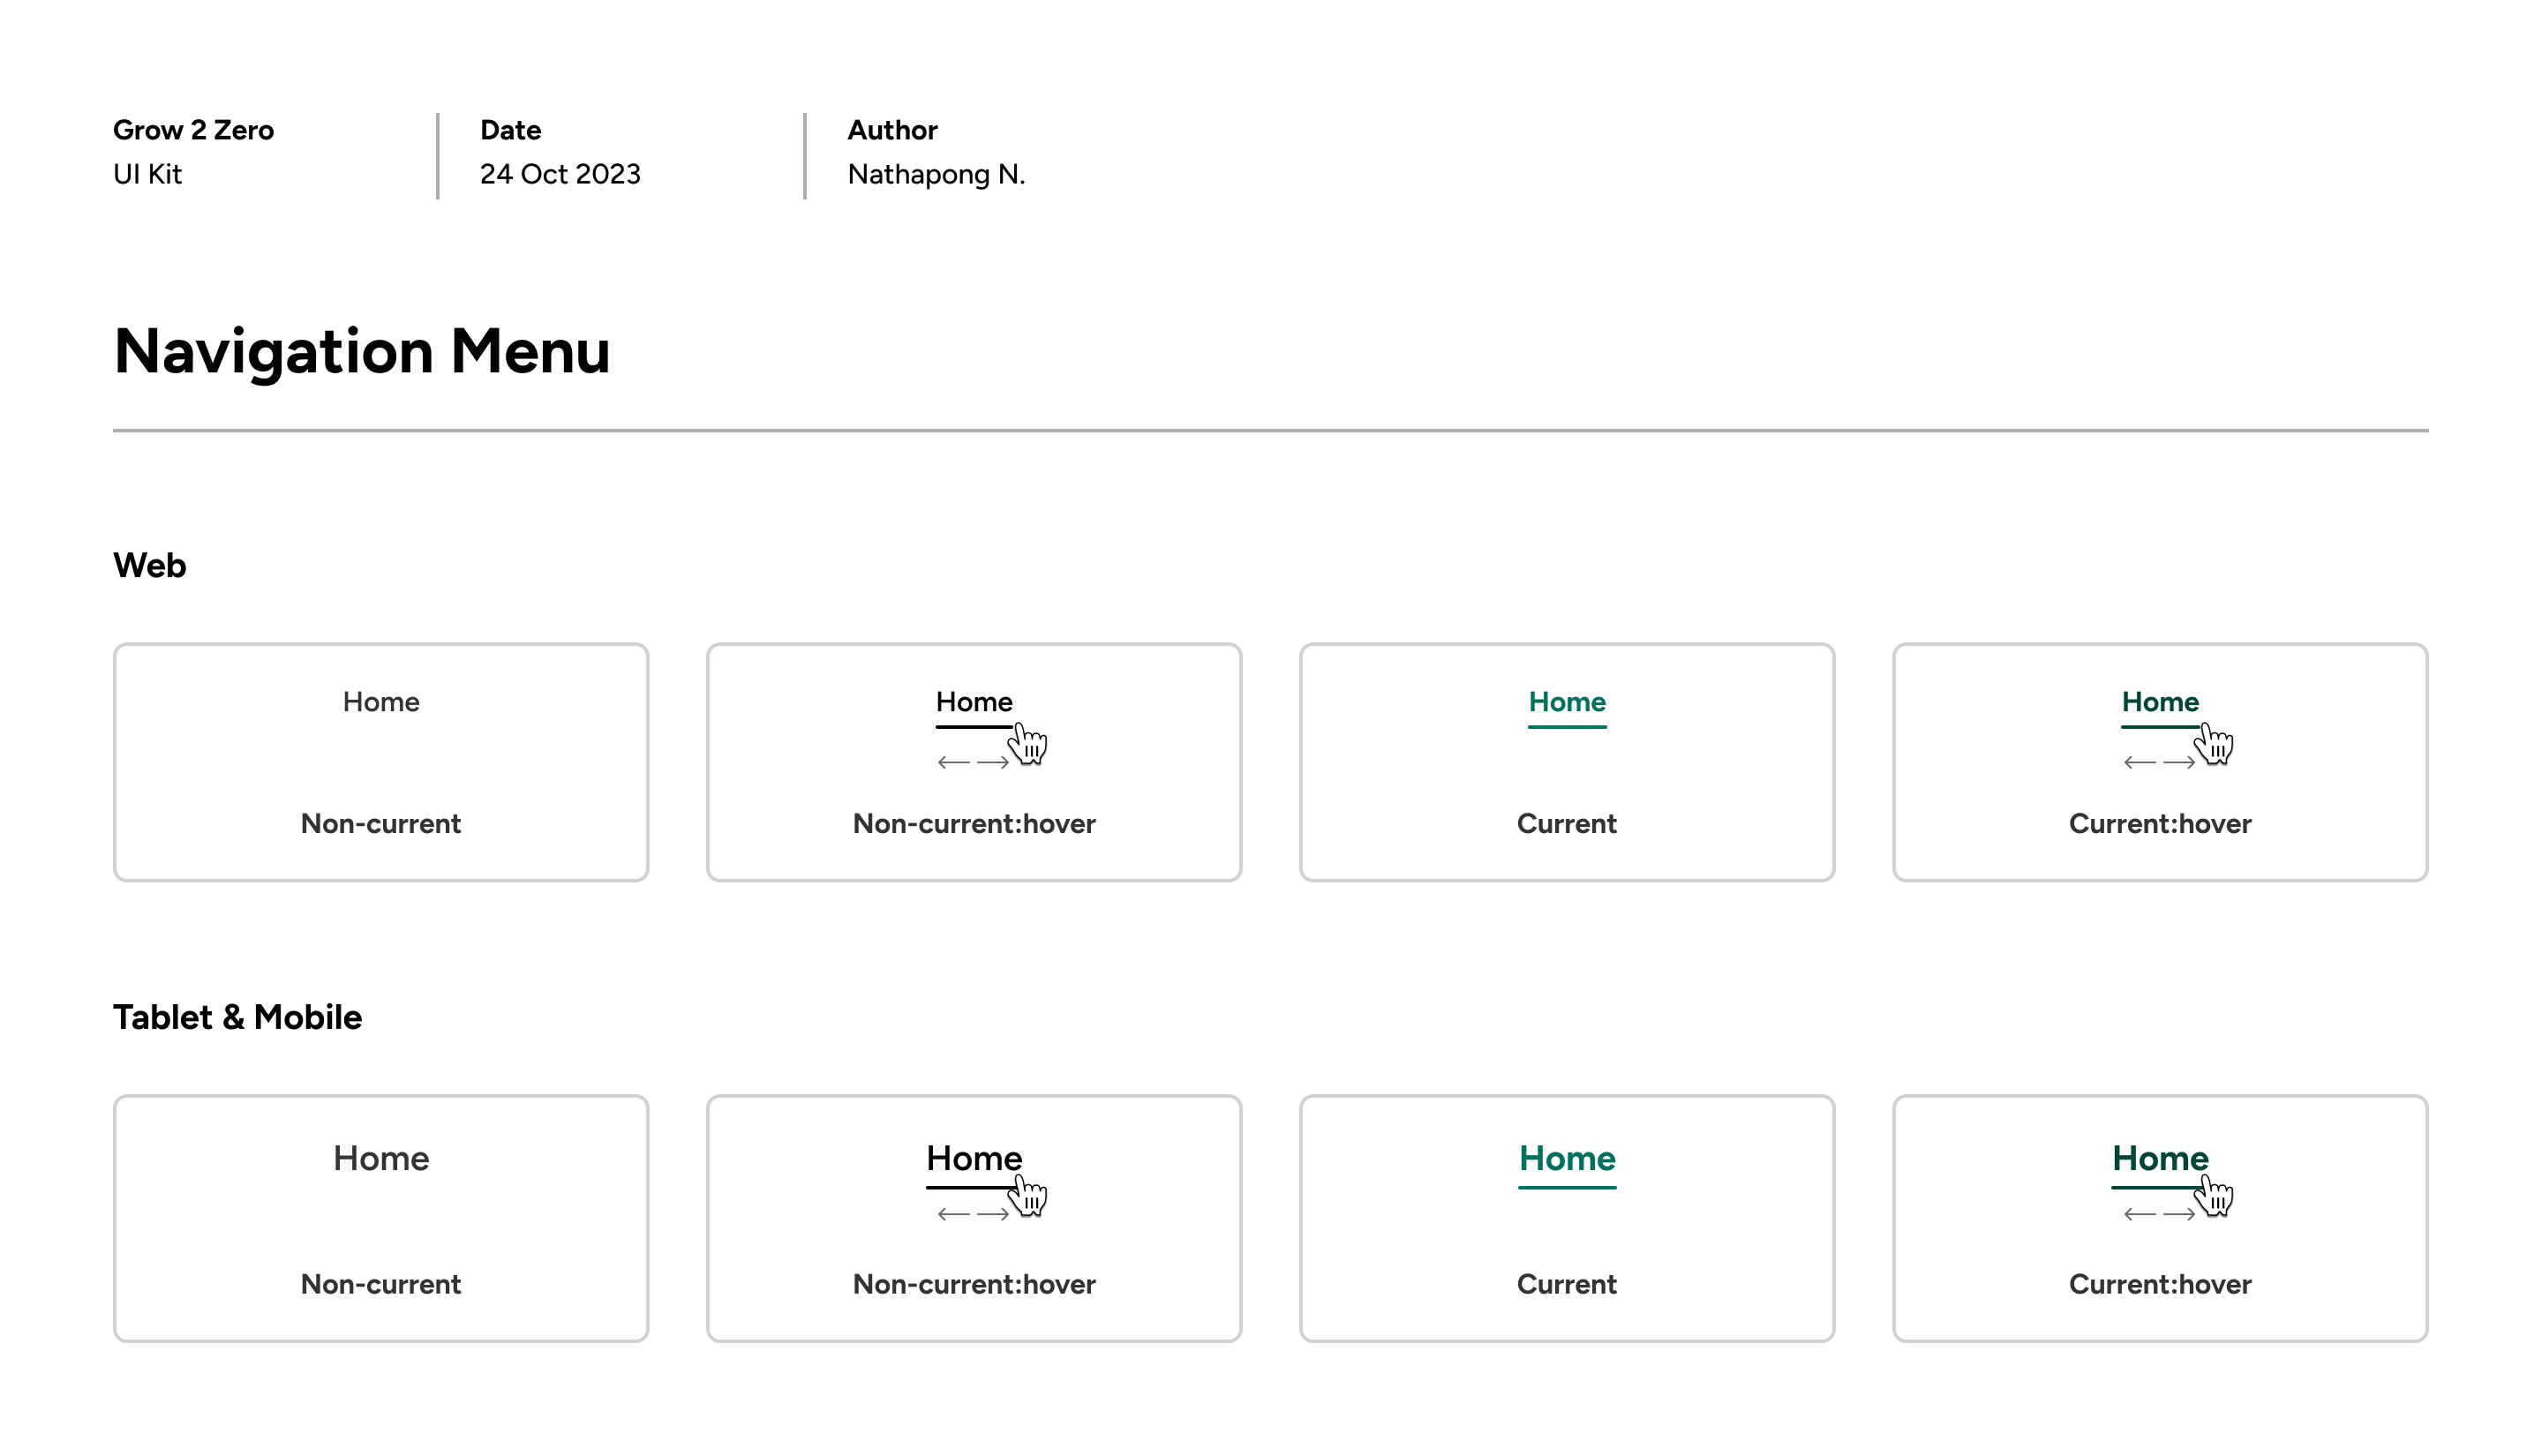 Grow 2 Zero
UI Kit
Date
24 Oct 2023
Author
Nathapong N.
Navigation Menu
Web
Home
Non-current
Home
Non-current:hover
Home
Current
Home
Current:hover
Tablet & Mobile
Home
Non-current
Home
Non-current:hover
Home
Current
Home
Current:hover